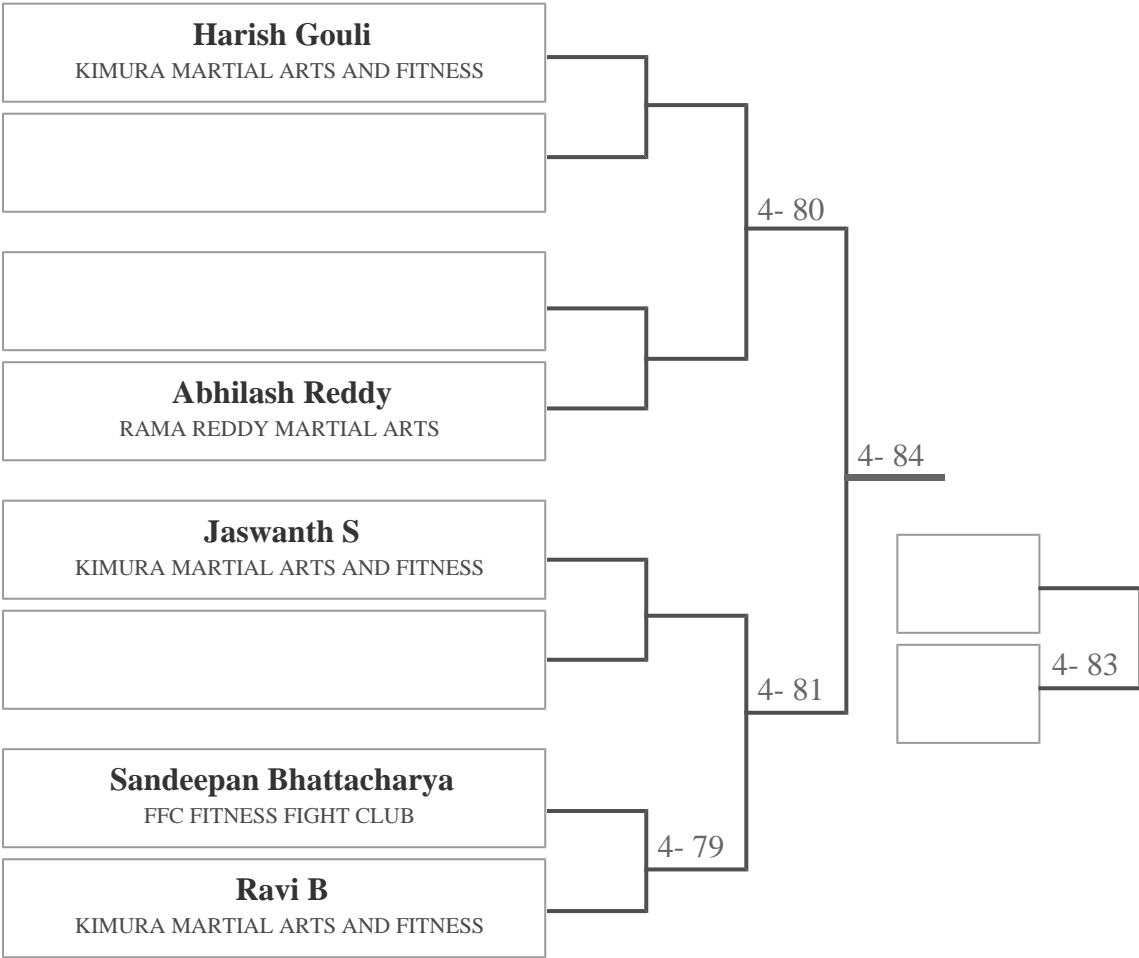 Harish Gouli
KIMURA MARTIAL ARTS AND FITNESS
4- 80
Abhilash Reddy
RAMA REDDY MARTIAL ARTS
4- 84
Jaswanth S
KIMURA MARTIAL ARTS AND FITNESS
4- 83
4- 81
Sandeepan Bhattacharya
FFC FITNESS FIGHT CLUB
4- 79
Ravi B
KIMURA MARTIAL ARTS AND FITNESS